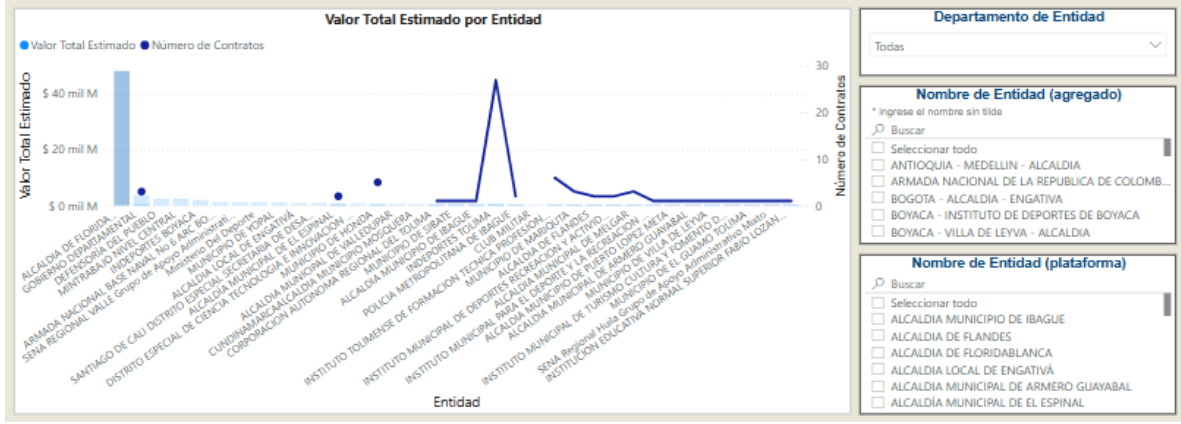 Valor Total Estimado por Entidad
Valor Total Estimado
Número de Contratos
Valor Total Estimado
$ 40 mil M
$ 20 mil M
$ 0 mil M
30
20
10
0
Número de Contratos
ALCALDIA DE FLORIDA...
GOBIERNO DEPARTAMENTAL
DEFENSORIA DEL PUEBLO
MINTRABAJO NIVEL CENTRAL
INDEPORTES BOYACA
ARMADA NACIONAL BASE NAVAL No 6 ARC BO...
SENA REGIONAL VALLE Grupo de Apoyo Administrati...
Ministerio Del Deporte
MUNICIPIO DE YOPAL
ALCALDIA LOCAL DE ENGATIVÁ
SANTIAGO DE CALI DISTRITO ESPECIAL SECRETARIA DE DESA...
ALCALDÍA MUNICIPAL DE EL ESPINAL
DISTRITO ESPECIAL DE CIENCIA TECNOLOGIA E INNOVACION ...
MUNICIPIO DE HONDA
ALCALDIA MUNICIPAL DE VALLEDUPAR
CUNDINAMARCAALCALDIA MUNICIPIO MOSQUERA
CORPORACION AUTONOMA REGIONAL DEL TOLIMA
MUNICIPIO DE SIBATE
ALCALDIA MUNICIPIO DE IBAGUE
INDEPORTES TOLIMA
POLICIA METROPOLITANA DE IBAGUE
CLUB MILITAR
INSTITUTO TOLIMENSE DE FORMACION TECNICA PROFESION...
MUNICIPIO DE MARIQUITA
ALCALDIA DE FLANDES
INSTITUTO MUNICIPAL DE DEPORTES RECREACION Y ACTIVID...
ALCALDIA MUNICIPAL DE MELGAR
INSTITUTO MUNICIPAL PARA EL DEPORTE Y LA RECREACION ...
ALCALDIA MUNICIPIO DE PUERTO LOPEZ META
ALCALDIA MUNICIPAL DE ARMERO GUAYABAL
MUNICIPIO DE VILLA DE LEYVA
INSTITUTO MUNICIPAL DE TURISMO CULTURA Y FOMENTO D...
MUNICIPIO DE EL GUAMO TOLIMA
SENA Regional Huila Grupo de Apoyo Administrativo Mixto
INSTITUCION EDUCATIVA NORMAL SUPERIOR FABIO LOZAN...
Entidad
Departamento de Entidad
Todas
Nombre de Entidad (agregado)
* Ingrese el nombre sin tilde
Buscar
Seleccionar todo
ANTIOQUIA - MEDELLIN - ALCALDIA
ARMADA NACIONAL DE LA REPUBLICA DE COLOMB...
BOGOTA - ALCALDIA - ENGATIVA
BOYACA - INSTITUTO DE DEPORTES DE BOYACA
BOYACA - VILLA DE LEYVA - ALCALDIA
Nombre de Entidad (plataforma)
Buscar
Seleccionar todo
ALCALDIA MUNICIPIO DE IBAGUE
ALCALDIA DE FLANDES
ALCALDIA DE FLORIDABLANCA
ALCALDIA LOCAL DE ENGATIVÁ
ALCALDIA MUNICIPAL DE ARMERO GUAYABAL
ALCALDÍA MUNICIPAL DE EL ESPINAL